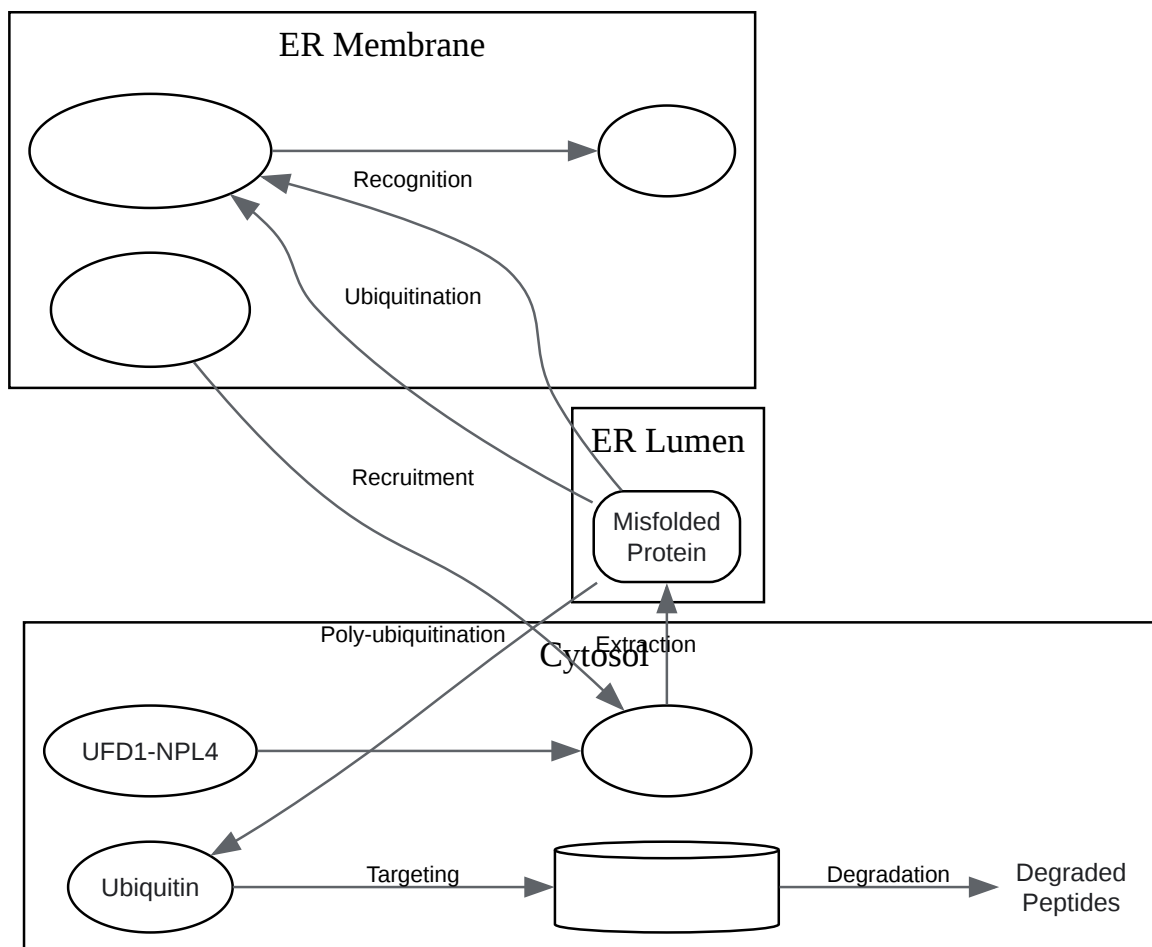 ER Membrane
Recognition
Ubiquitination
ER Lumen
Recruitment
Misfolded
Protein
Poly-ubiquitination
Extraction
Cytosol
UFD1-NPL4
Ubiquitin
Targeting
Degradation
Degraded
Peptides